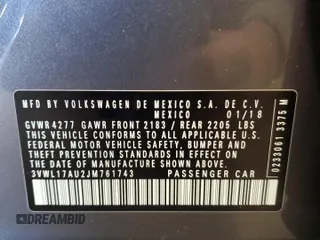 MFD. BY VOLKSWAGEN DE MEXICO S.A. DE C.V.
MEXICO 01/18
GVWR 4277 GAWR FRONT 2183 / REAR 2205 LBS
THIS VEHICLE CONFORMS TO ALL APPLICABLE
FEDERAL MOTOR VEHICLE SAFETY, BUMPER, AND
THEFT PREVENTION STANDARDS IN EFFECT ON
THE DATE OF MANUFACTURE SHOWN ABOVE.
3VWL17AU2JM761743 PASSENGER CAR
0233061 3375 M
DREAMBID